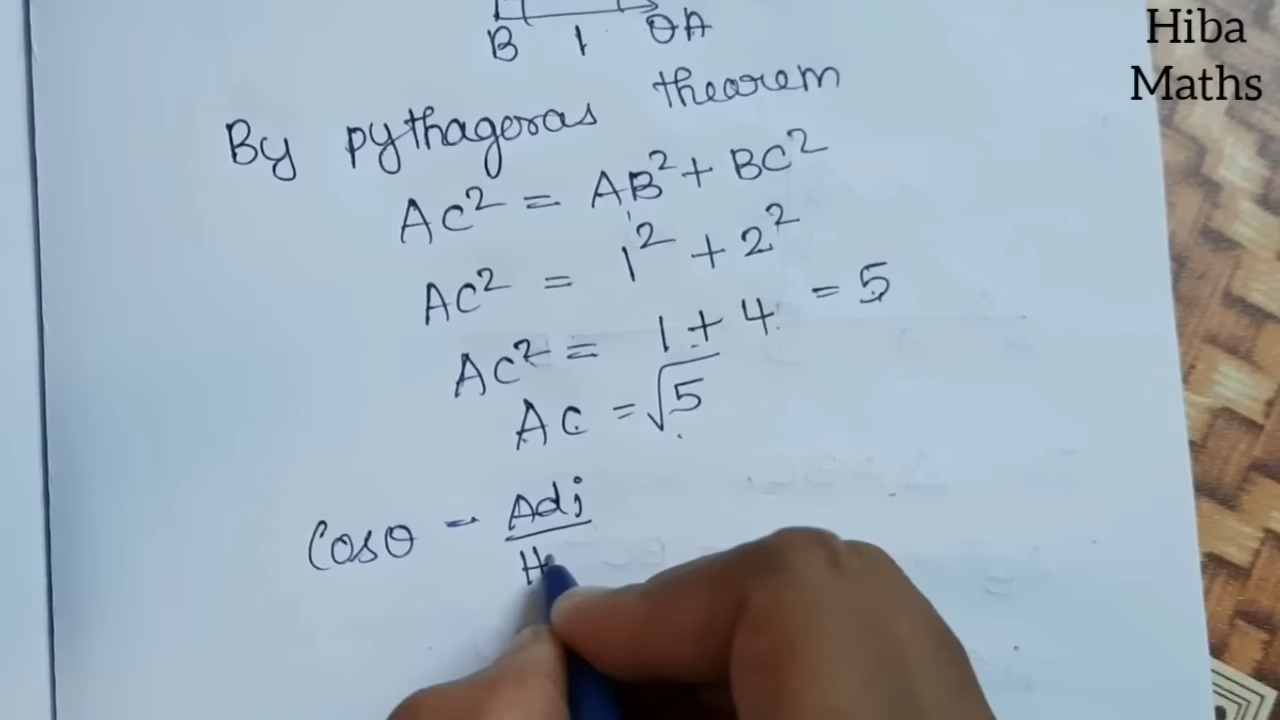 Hiba
Maths
B 1 θ A
By pythagoras theorem
AC² = AB² + BC²
AC² = 1² + 2²
AC² = 1 + 4 = 5
AC = √5
Cosθ - Adj
H